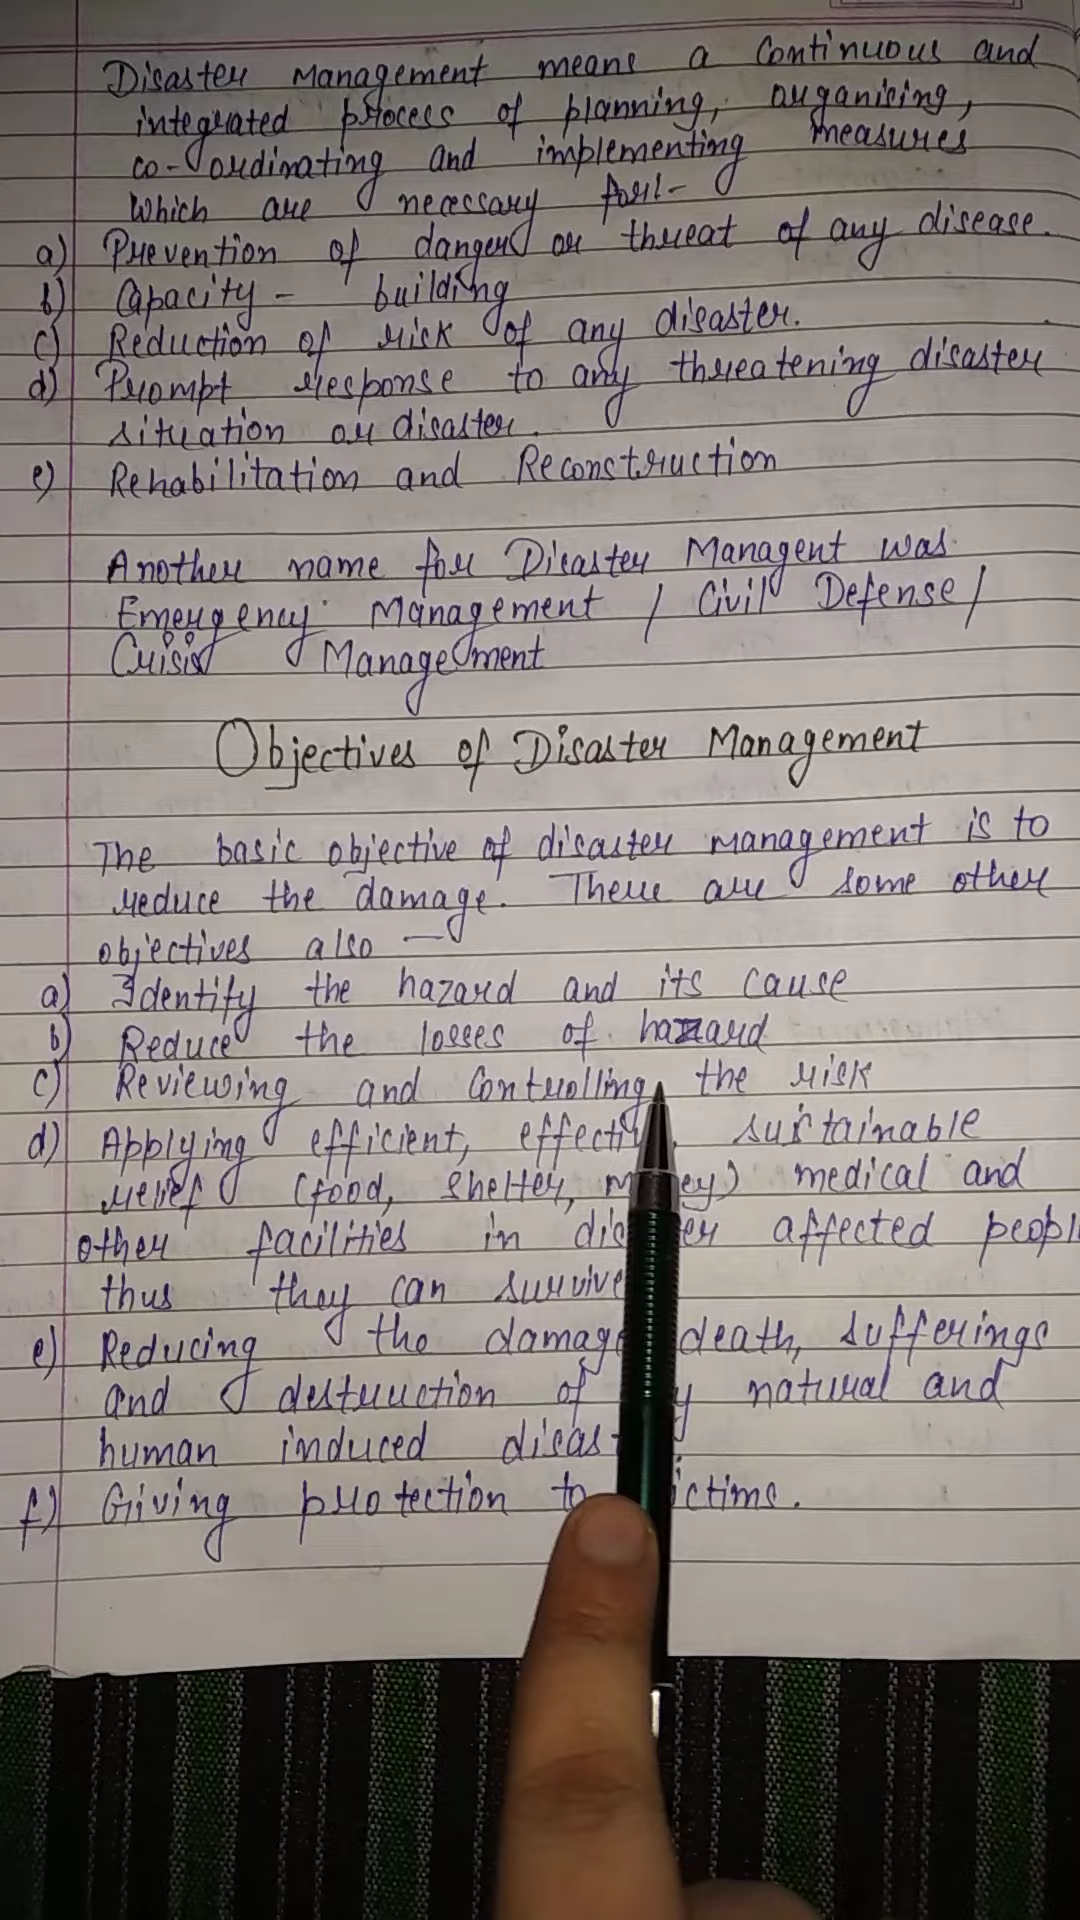 Disaster Management means a continuous and
integrated process of planning, organising,
co-ordinating and implementing measures
which are necessary for:-
a) Prevention of danger or threat of any disease.
b) Capacity - building
c) Reduction of risk of any disaster.
d) Prompt response to any threatening disaster
situation or disaster.
e) Rehabilitation and Reconstruction
Another name for Disaster Managent was
Emergency Management / Civil Defense /
Crisis Management
Objectives of Disaster Management
The basic objective of disaster management is to
reduce the damage. There are some other
objectives also —
a) Identify the hazard and its cause
b) Reduce the losses of hazard
c) Reviewing and Controlling the risk
d) Applying efficient, sustainable
relief (food, shelter, medical and
other facilities in affected
thus they can survive
e) Reducing the death, sufferings
and destruction of natural and
human induced
f) Giving protection to